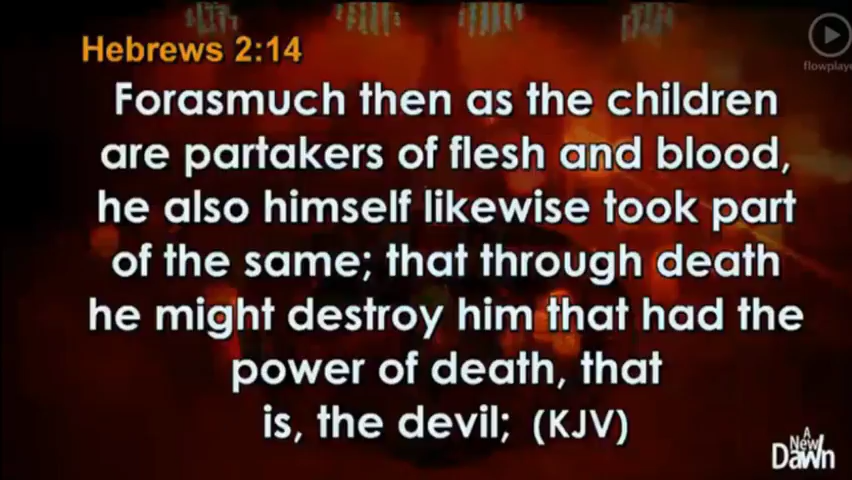 Hebrews 2:14
Forasmuch then as the children
are partakers of flesh and blood,
he also himself likewise took part
of the same; that through death
he might destroy him that had the
power of death, that
is, the devil; (KJV)
flowplaye
A
New
Dawn